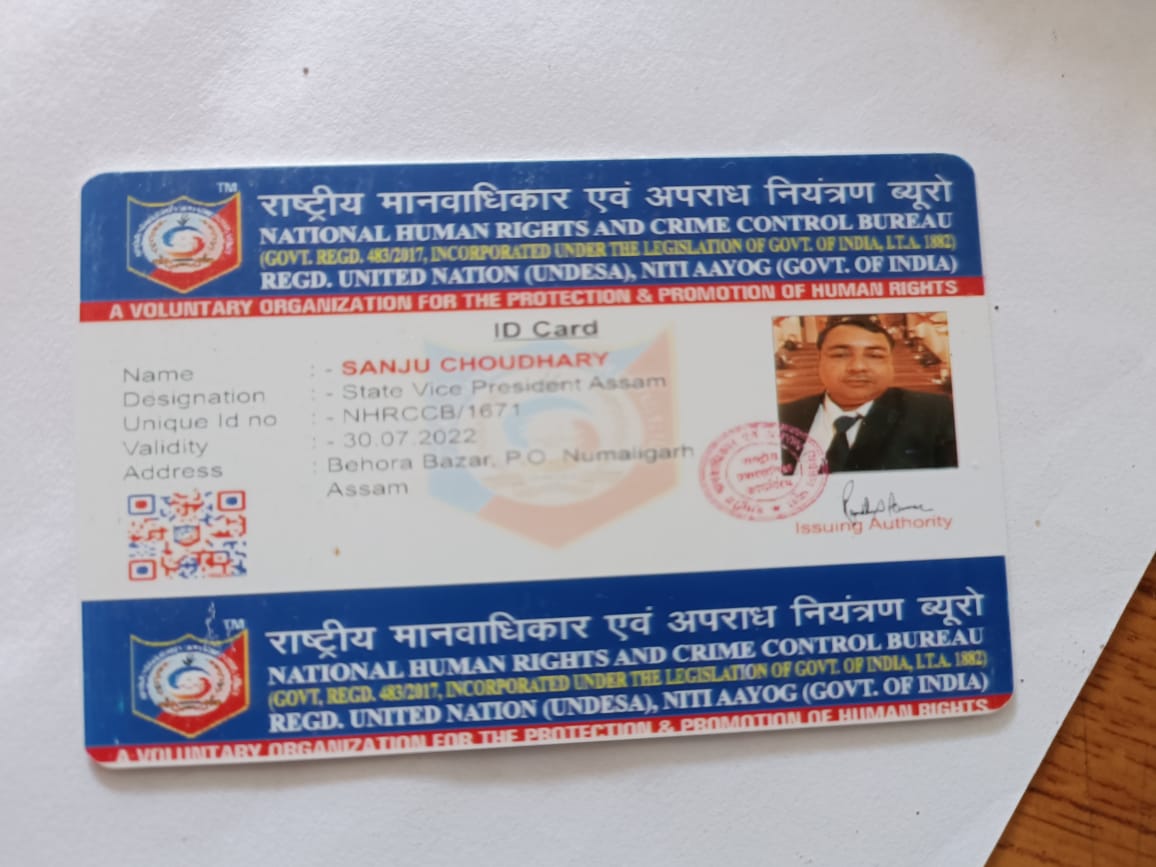 TM
राष्ट्रीय मानवाधिकार एवं अपराध नियंत्रण ब्यूरो
NATIONAL HUMAN RIGHTS AND CRIME CONTROL BUREAU
(GOVT. REGD. 483/2017, INCORPORATED UNDER THE LEGISLATION OF GOVT. OF INDIA, I.T.A. 1882)
REGD. UNITED NATION (UNDESA), NITI AAYOG (GOVT. OF INDIA)
A VOLUNTARY ORGANIZATION FOR THE PROTECTION & PROMOTION OF HUMAN RIGHTS
ID Card
Name : - SANJU CHOUDHARY
Designation : - State Vice President Assam
Unique Id no : - NHRCCB/1671
Validity : - 30.07.2022
Address : Behora Bazar, P.O. Numaligarh
Assam
Issuing Authority
TM
राष्ट्रीय मानवाधिकार एवं अपराध नियंत्रण ब्यूरो
NATIONAL HUMAN RIGHTS AND CRIME CONTROL BUREAU
(GOVT. REGD. 483/2017, INCORPORATED UNDER THE LEGISLATION OF GOVT. OF INDIA, I.T.A. 1882)
REGD. UNITED NATION (UNDESA), NITI AAYOG (GOVT. OF INDIA)
A VOLUNTARY ORGANIZATION FOR THE PROTECTION & PROMOTION OF HUMAN RIGHTS